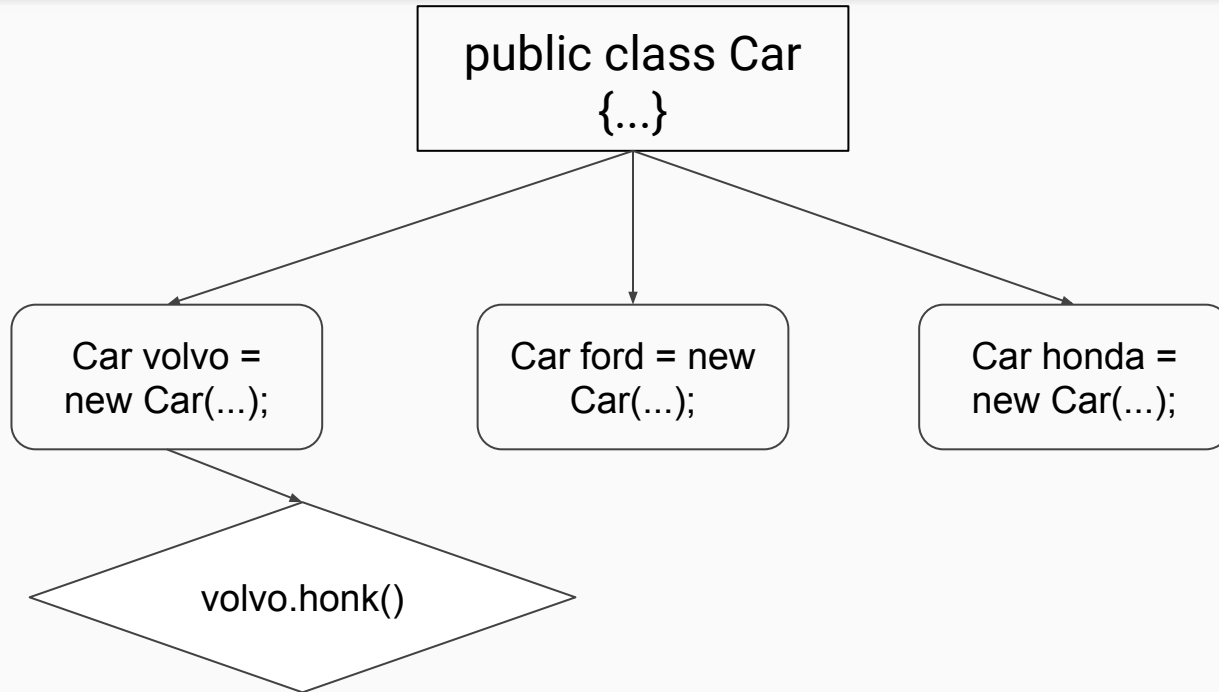 public class Car
{...}
Car volvo =
new Car(...);
Car ford = new
Car(...);
Car honda =
new Car(...);
volvo.honk()